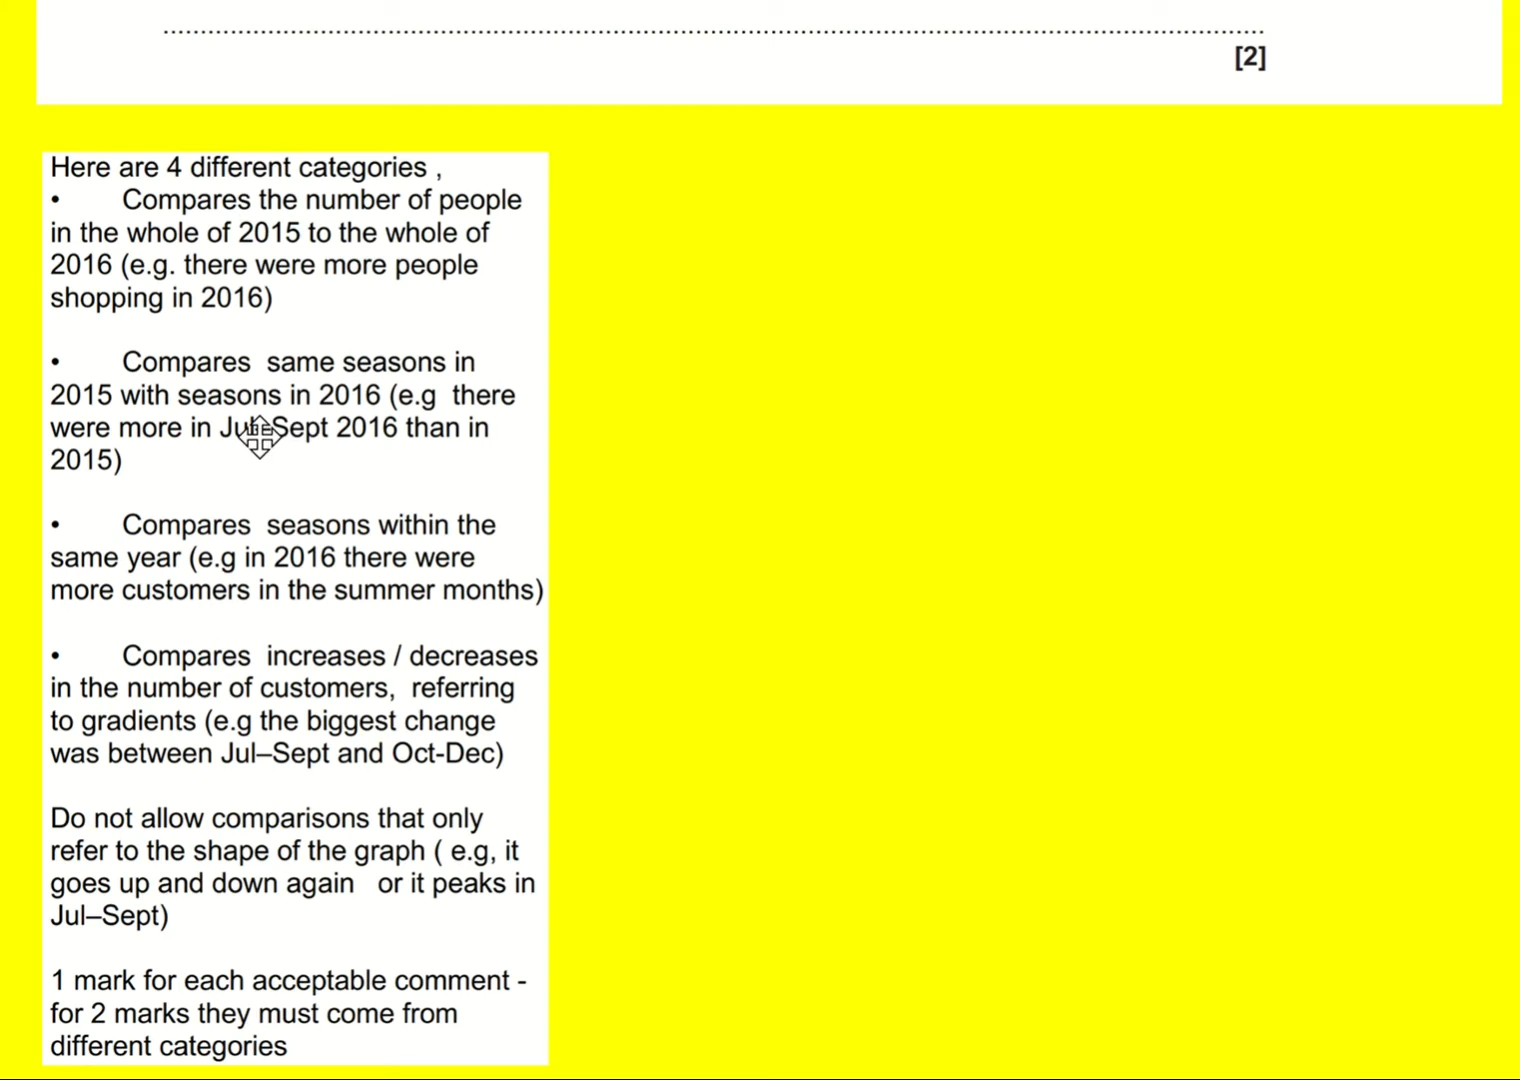 [2]
Here are 4 different categories ,
• Compares the number of people
in the whole of 2015 to the whole of
2016 (e.g. there were more people
shopping in 2016)
• Compares same seasons in
2015 with seasons in 2016 (e.g there
were more in Jul–Sept 2016 than in
2015)
• Compares seasons within the
same year (e.g in 2016 there were
more customers in the summer months)
• Compares increases / decreases
in the number of customers, referring
to gradients (e.g the biggest change
was between Jul–Sept and Oct-Dec)
Do not allow comparisons that only
refer to the shape of the graph ( e.g, it
goes up and down again or it peaks in
Jul–Sept)
1 mark for each acceptable comment -
for 2 marks they must come from
different categories